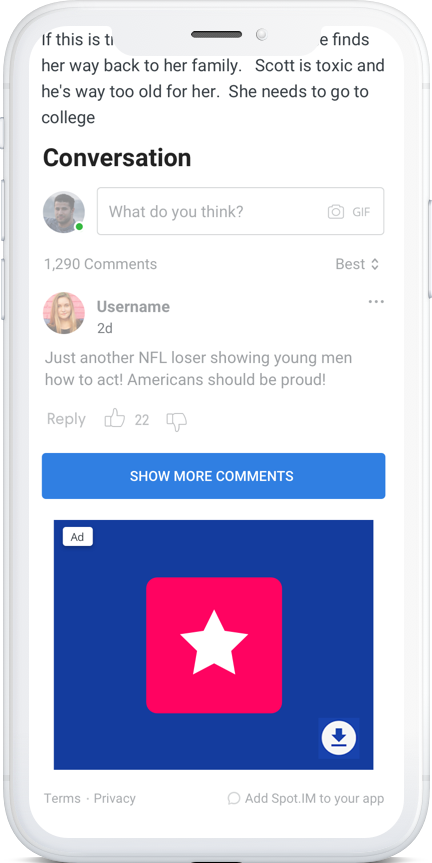 If this is t e finds
her way back to her family. Scott is toxic and
he's way too old for her. She needs to go to
college
Conversation
What do you think? GIF
1,290 Comments Best
Username
2d
Just another NFL loser showing young men
how to act! Americans should be proud!
Reply 22
SHOW MORE COMMENTS
Ad
Terms · Privacy Add Spot.IM to your app